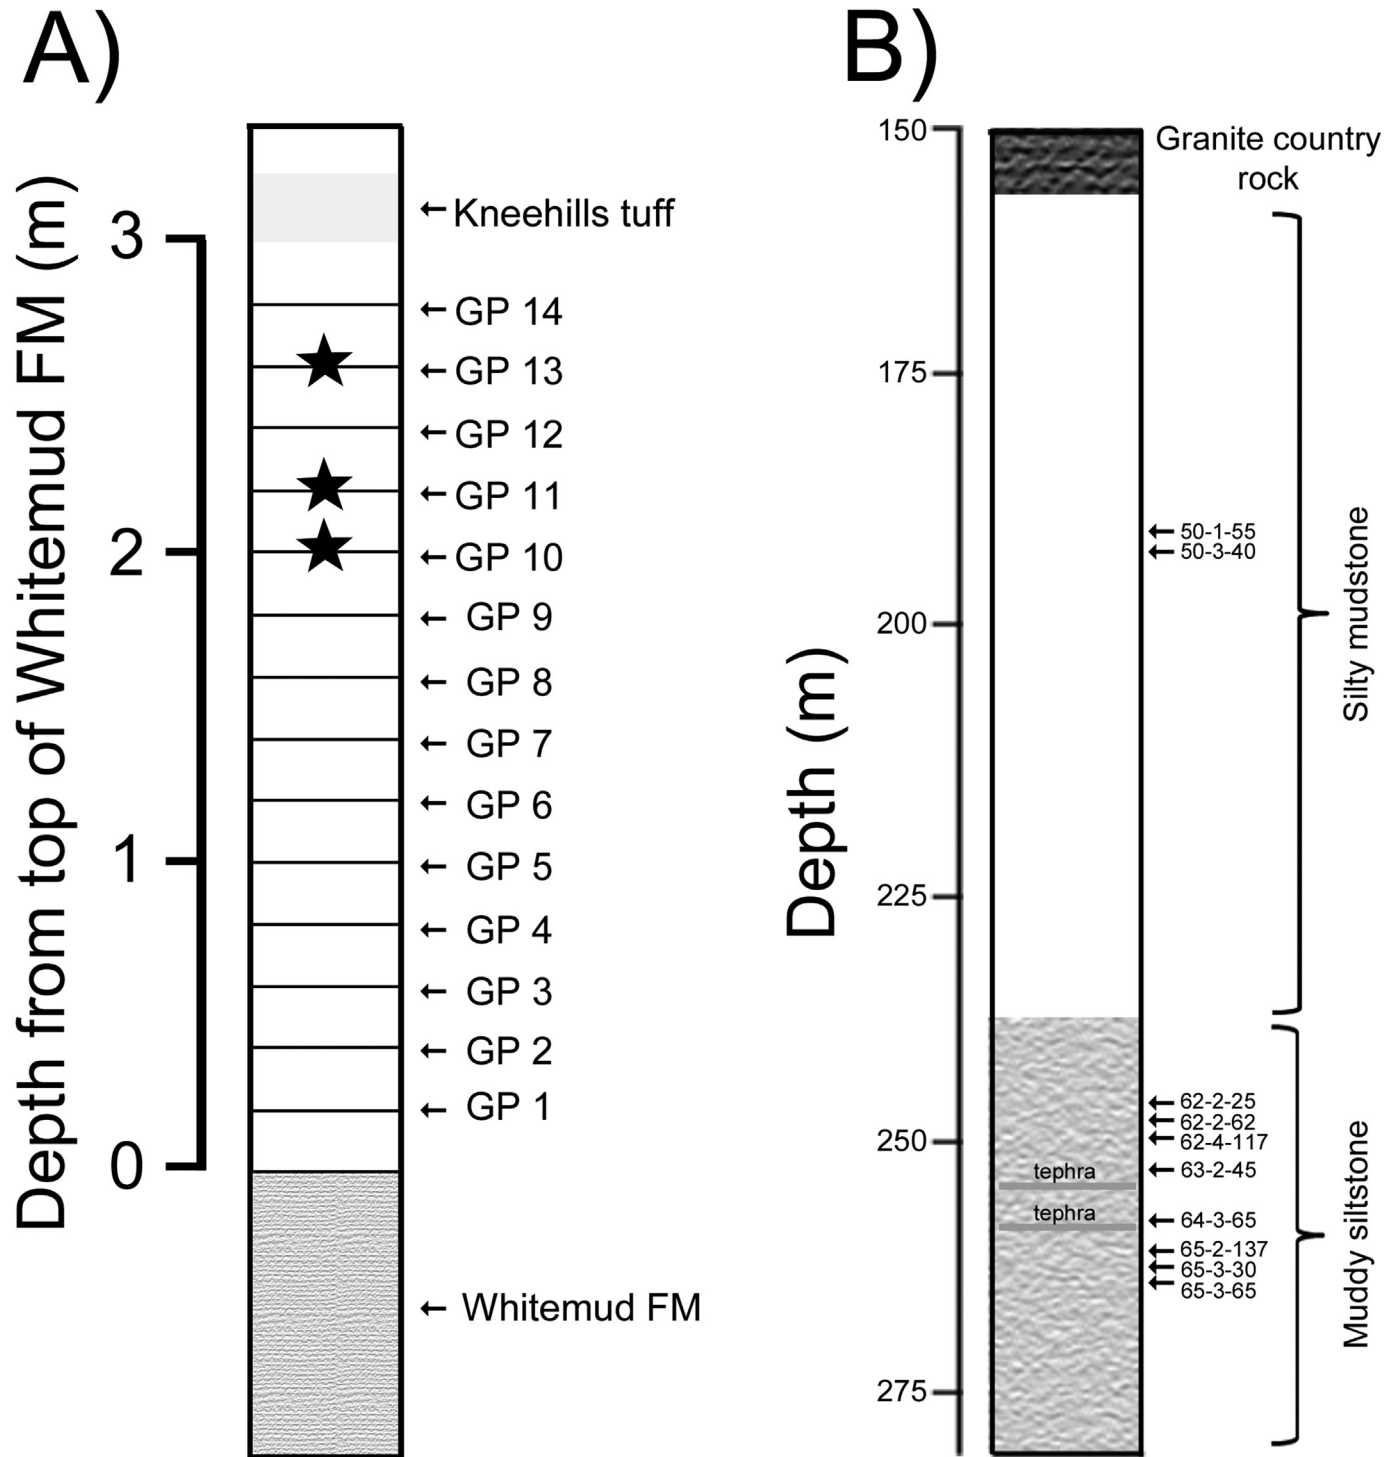 A)
Depth from top of Whitemud FM (m)
3
2
1
0
Kneehills tuff
GP 14
GP 13
GP 12
GP 11
GP 10
GP 9
GP 8
GP 7
GP 6
GP 5
GP 4
GP 3
GP 2
GP 1
Whitemud FM
B)
Depth (m)
150
175
200
225
250
275
Granite country
rock
50-1-55
50-3-40
Silty mudstone
62-2-25
62-2-62
62-4-117
63-2-45
tephra
tephra
64-3-65
65-2-137
65-3-30
65-3-65
Muddy siltstone